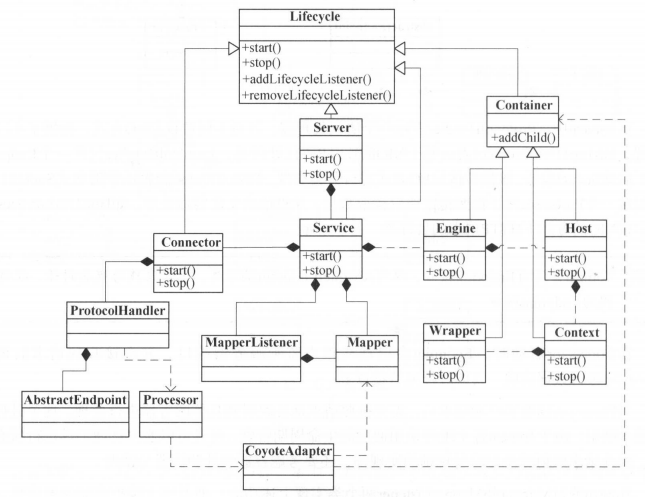 Lifecycle
+start()
+stop()
+addLifecycleListener()
+removeLifecycleListener()
Container
+addChild()
Server
+start()
+stop()
Service
+start()
+stop()
Engine
+start()
+stop()
Host
+start()
+stop()
Connector
+start()
+stop()
ProtocolHandler
MapperListener
Mapper
Wrapper
+start()
+stop()
Context
+start()
+stop()
AbstractEndpoint
Processor
CoyoteAdapter